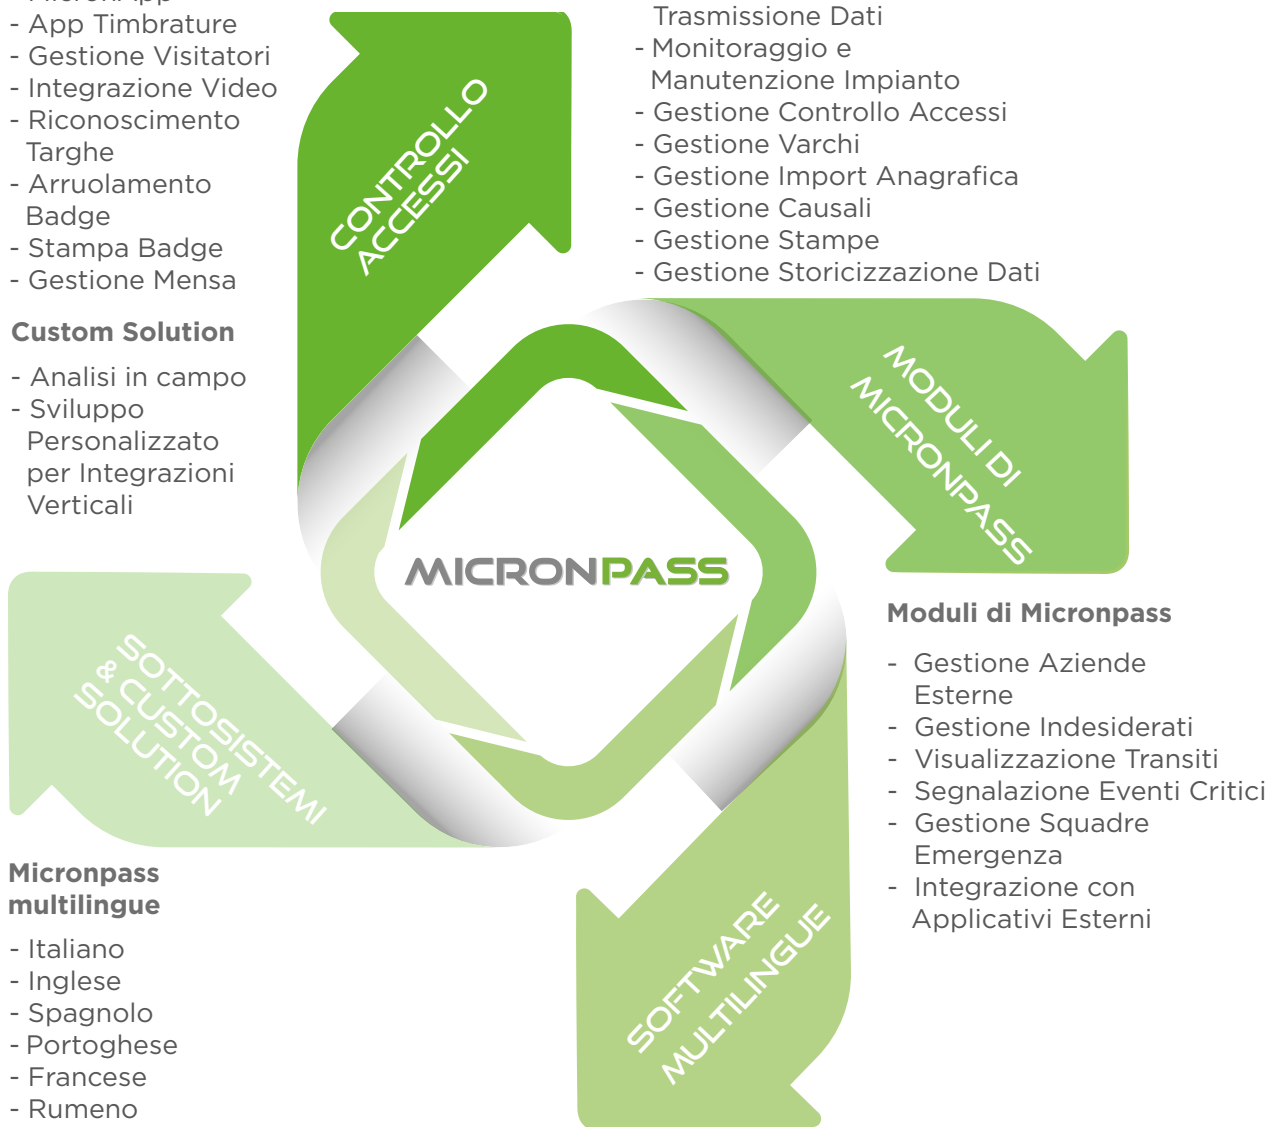 - App Timbrature
- Gestione Visitatori
- Integrazione Video
- Riconoscimento
Targhe
- Arruolamento
Badge
- Stampa Badge
- Gestione Mensa
Custom Solution
- Analisi in campo
- Sviluppo
Personalizzato
per Integrazioni
Verticali
Trasmissione Dati
- Monitoraggio e
Manutenzione Impianto
- Gestione Controllo Accessi
- Gestione Varchi
- Gestione Import Anagrafica
- Gestione Causali
- Gestione Stampe
- Gestione Storicizzazione Dati
CONTROLLO
ACCESSI
MODULI DI
MICRONPASS
MICRONPASS
SOTTOSISTEMI
& CUSTOM
SOLUTION
SOFTWARE
MULTILINGUE
Moduli di Micronpass
- Gestione Aziende
Esterne
- Gestione Indesiderati
- Visualizzazione Transiti
- Segnalazione Eventi Critici
- Gestione Squadre
Emergenza
- Integrazione con
Applicativi Esterni
Micronpass
multilingue
- Italiano
- Inglese
- Spagnolo
- Portoghese
- Francese
- Rumeno